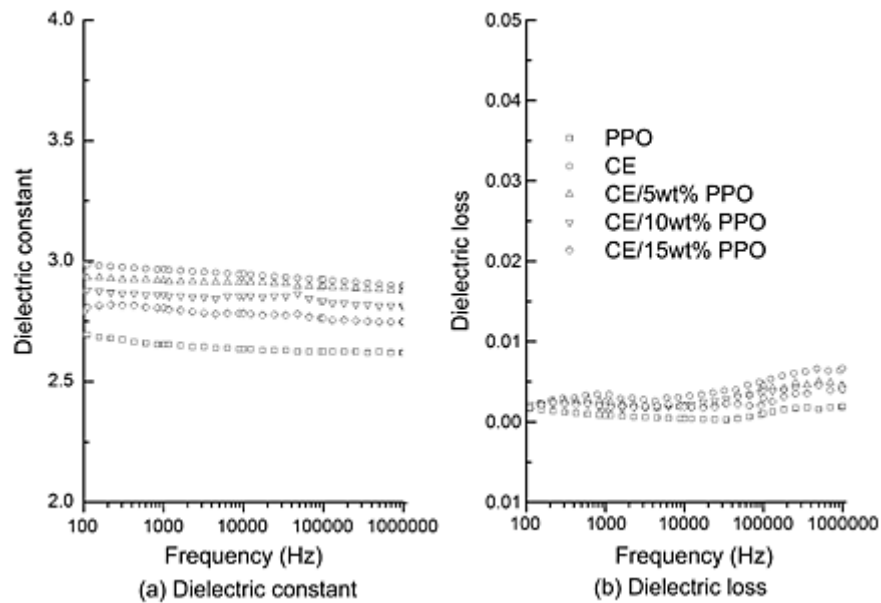 4.0
3.5
3.0
2.5
2.0
Dielectric constant
100 1000 10000 100000 1000000
Frequency (Hz)
(a) Dielectric constant
0.05
0.04
0.03
0.02
0.01
0.00
0.01
Dielectric loss
PPO
CE
CE/5wt% PPO
CE/10wt% PPO
CE/15wt% PPO
100 1000 10000 100000 1000000
Frequency (Hz)
(b) Dielectric loss